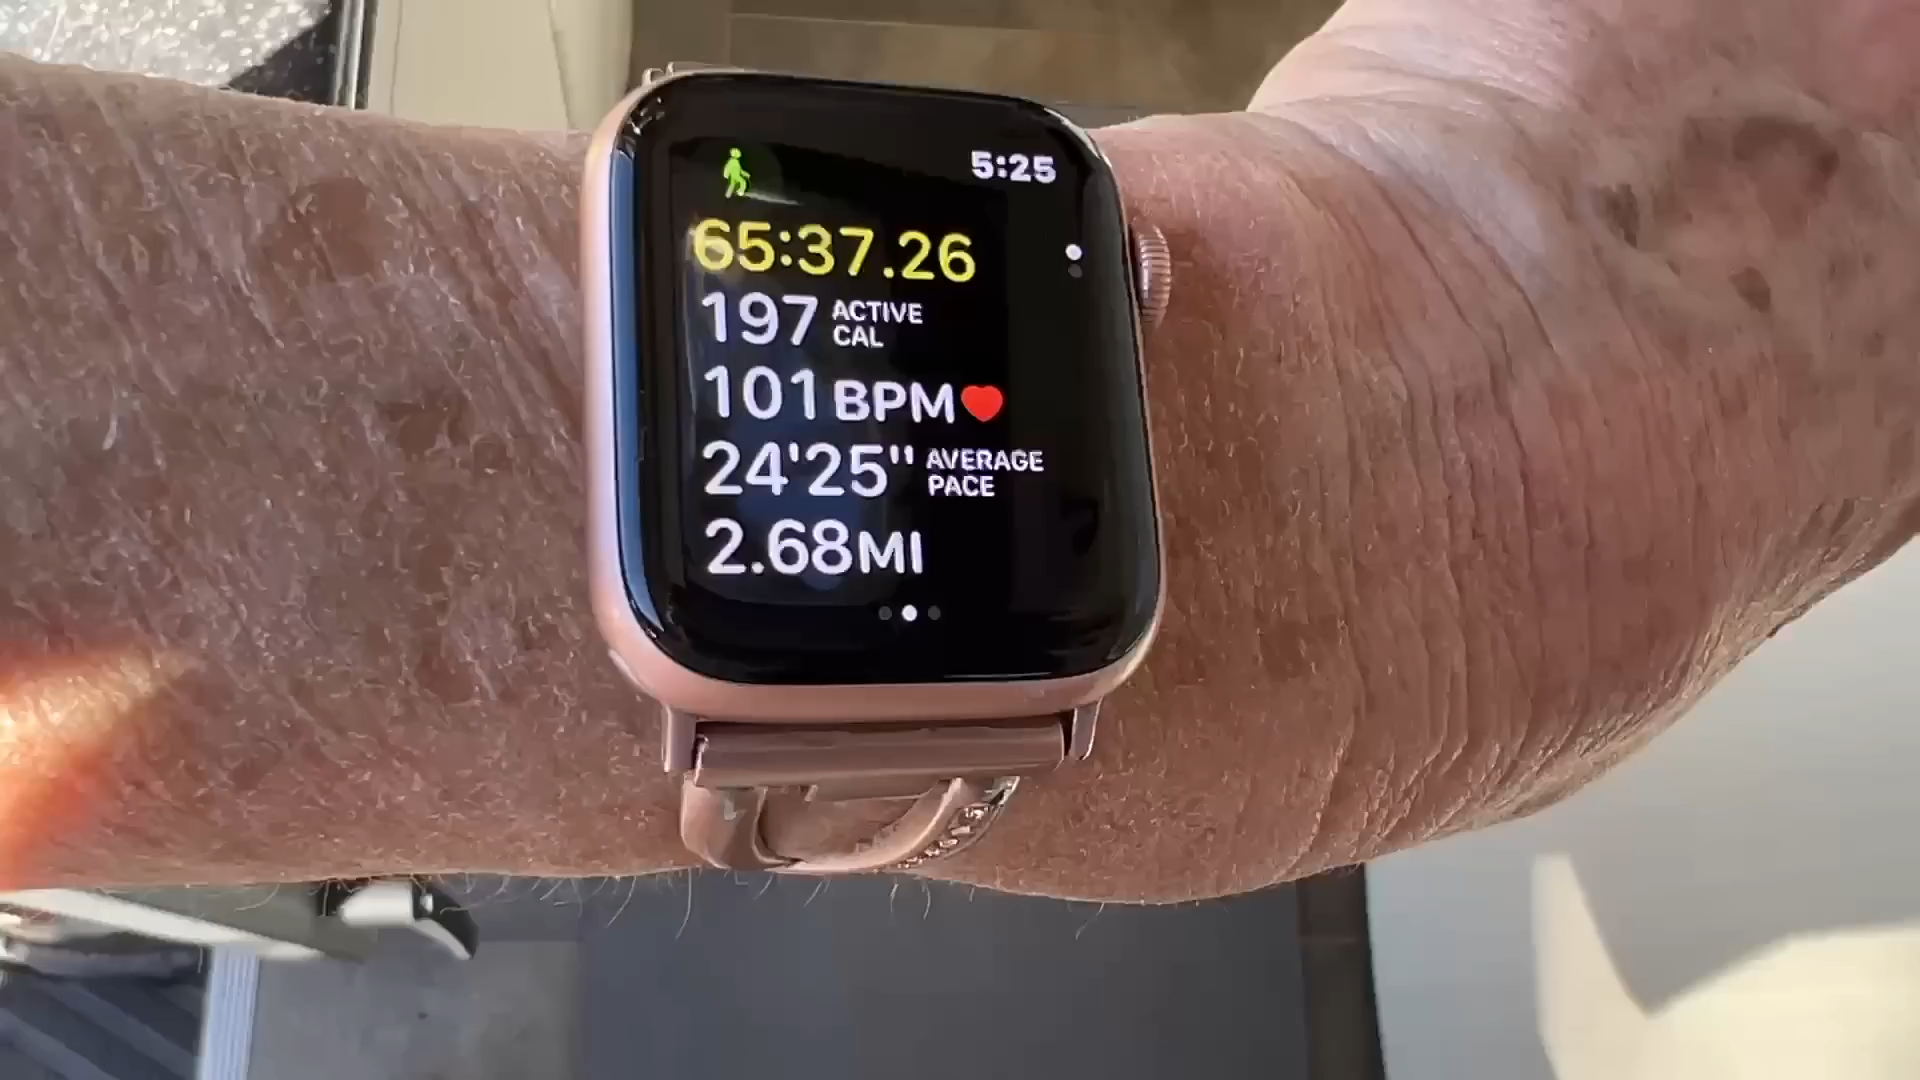 5:25
65:37.26
197 ACTIVE CAL
101 BPM
24'25" AVERAGE PACE
2.68MI